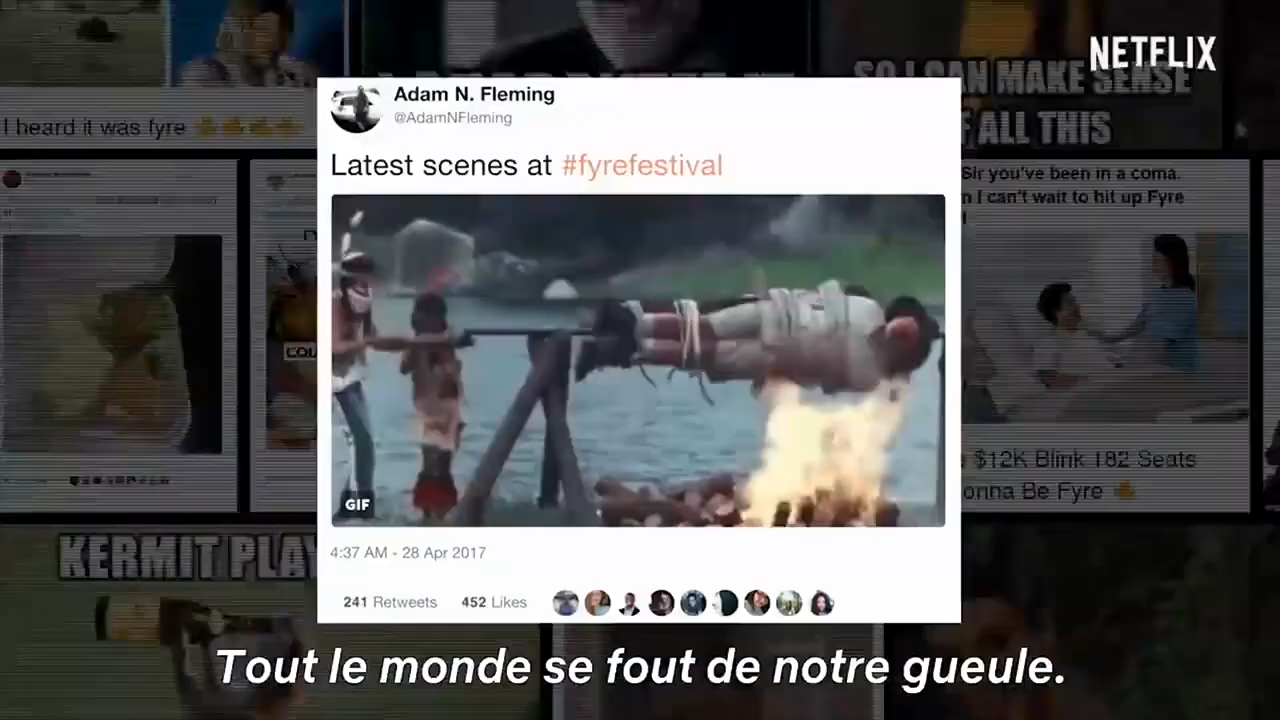 NETFLIX
SO I CAN MAKE SENSE
OF ALL THIS
Adam N. Fleming
@AdamNFleming
I heard it was fyre
Latest scenes at #fyrefestival
Sir you've been in a coma.
I can't wait to hit up Fyre
GIF
$12K Blink 182 Seats
onna Be Fyre
4:37 AM - 28 Apr 2017
KERMIT PLAY
241 Retweets 452 Likes
Tout le monde se fout de notre gueule.